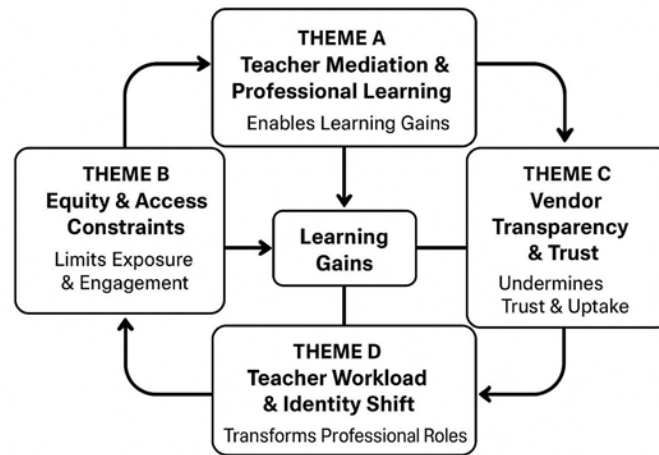 THEME A
Teacher Mediation &
Professional Learning
Enables Learning Gains
THEME B
Equity & Access
Constraints
Limits Exposure
& Engagement
Learning
Gains
THEME C
Vendor
Transparency
& Trust
Undermines
Trust & Uptake
THEME D
Teacher Workload
& Identity Shift
Transforms Professional Roles